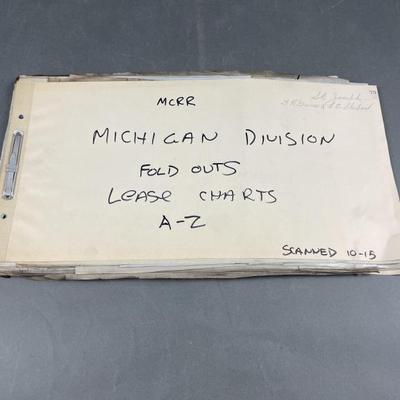 MCRR
MICHIGAN DIVISION
FOLD OUTS
LEASE CHARTS
A-Z
SCANNED 10-15